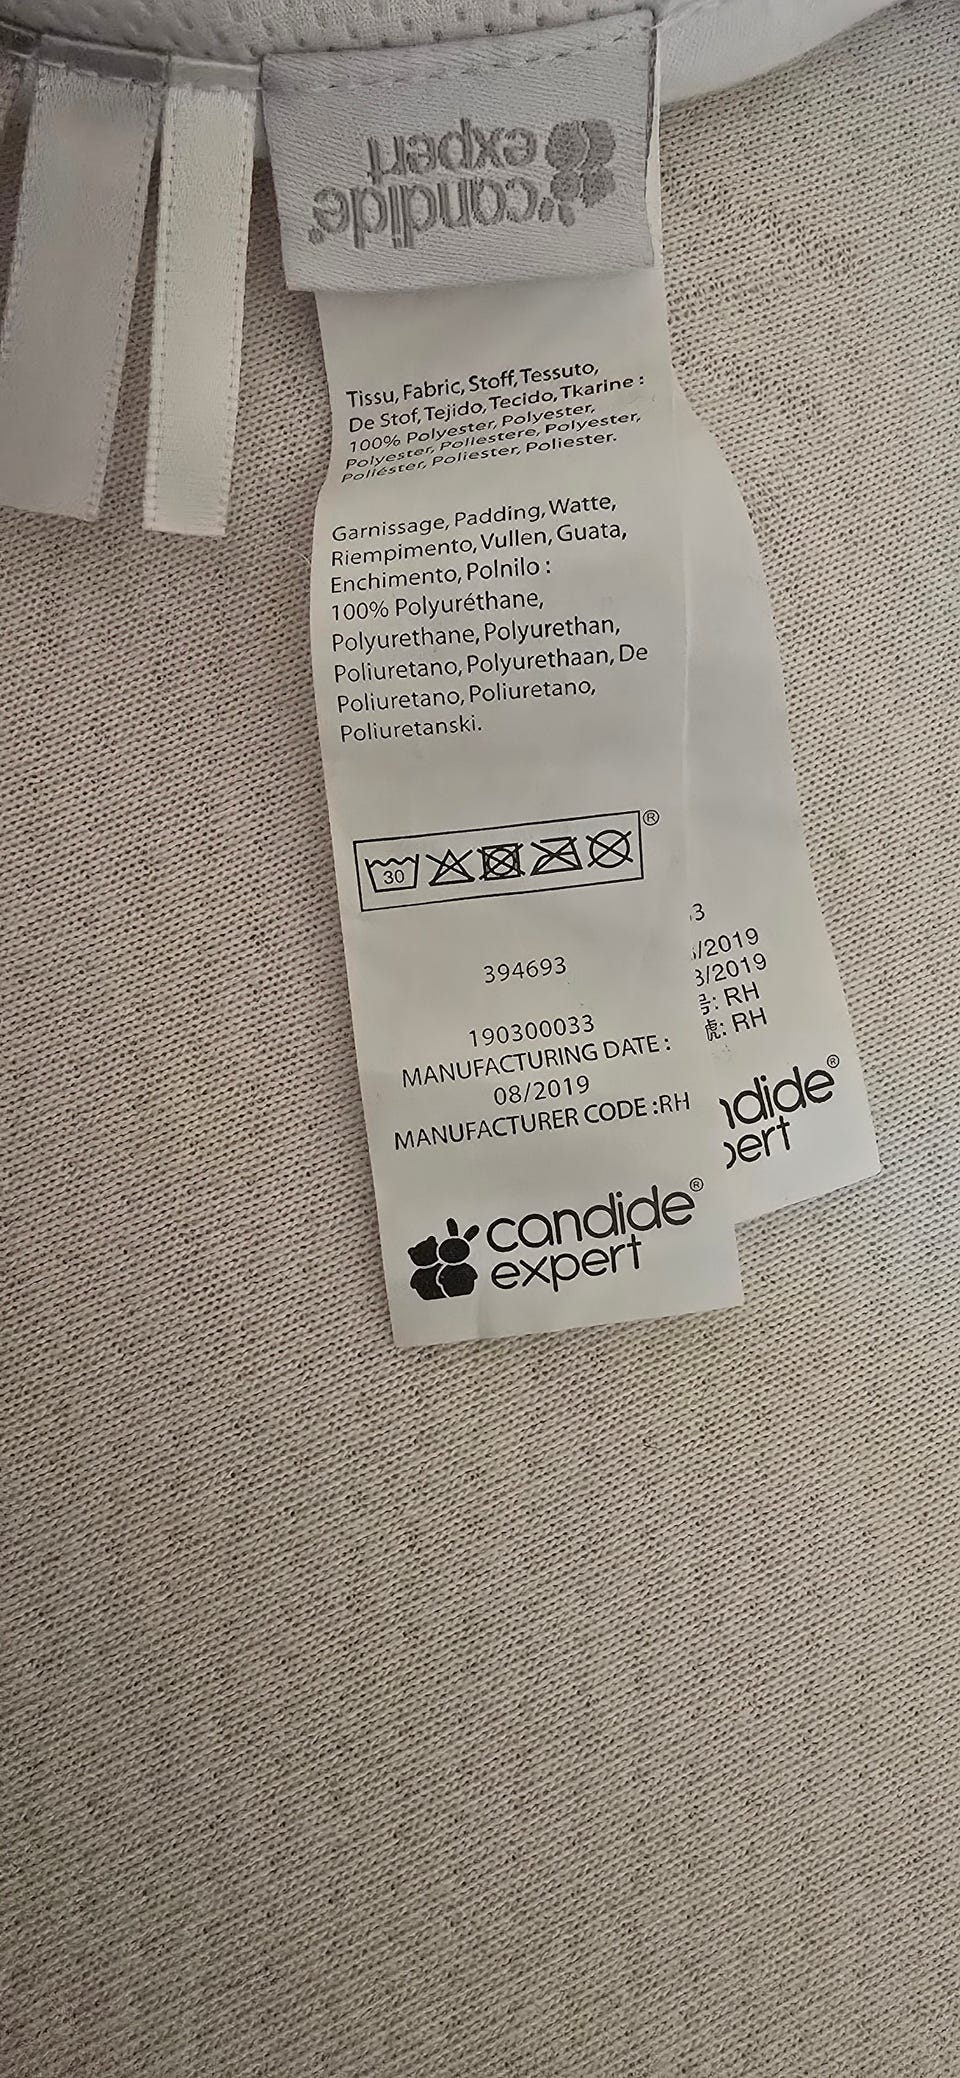 candide®
expert
Tissu, Fabric, Stoff, Tessuto,
De Stof, Tejido, Tecido, Tkarine :
100% Polyester, Polyester,
Polyester, Poliestere, Polyester,
Poliéster, Poliester, Poliester.
Garnissage, Padding, Watte,
Riempimento, Vullen, Guata,
Enchimento, Polnilo :
100% Polyuréthane,
Polyurethane, Polyurethan,
Poliuretano, Polyurethaan, De
Poliuretano, Poliuretano,
Poliuretanski.
30
®
394693
190300033
MANUFACTURING DATE :
08/2019
MANUFACTURER CODE :RH
candide®
expert
3
/2019
/2019
号: RH
號: RH
ndide®
pert